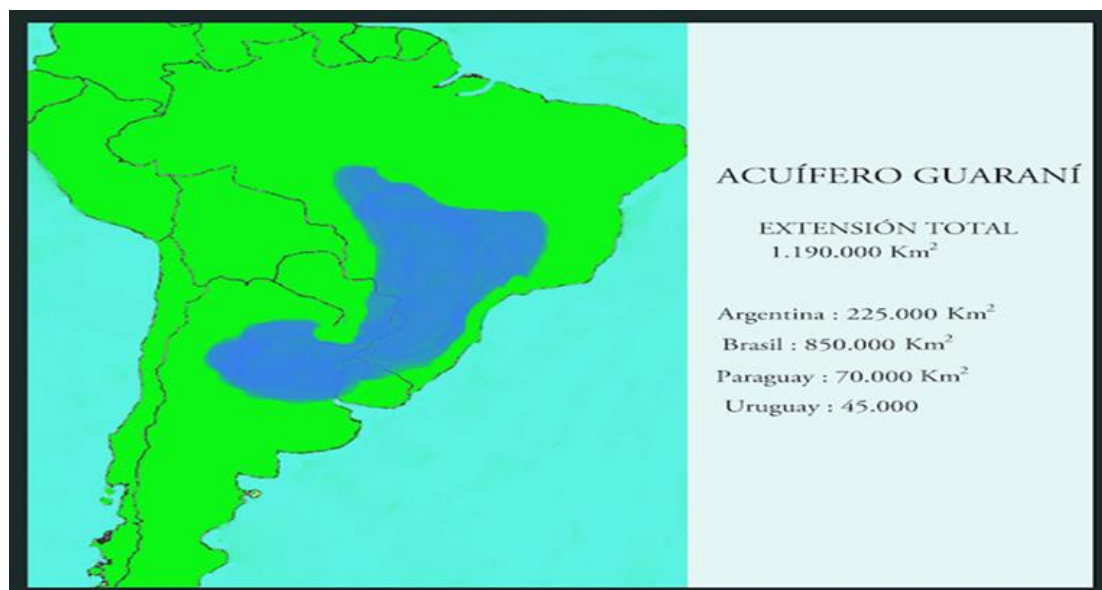 ACUÍFERO GUARANÍ
EXTENSIÓN TOTAL
1.190.000 Km²
Argentina : 225.000 Km²
Brasil : 850.000 Km²
Paraguay : 70.000 Km²
Uruguay : 45.000